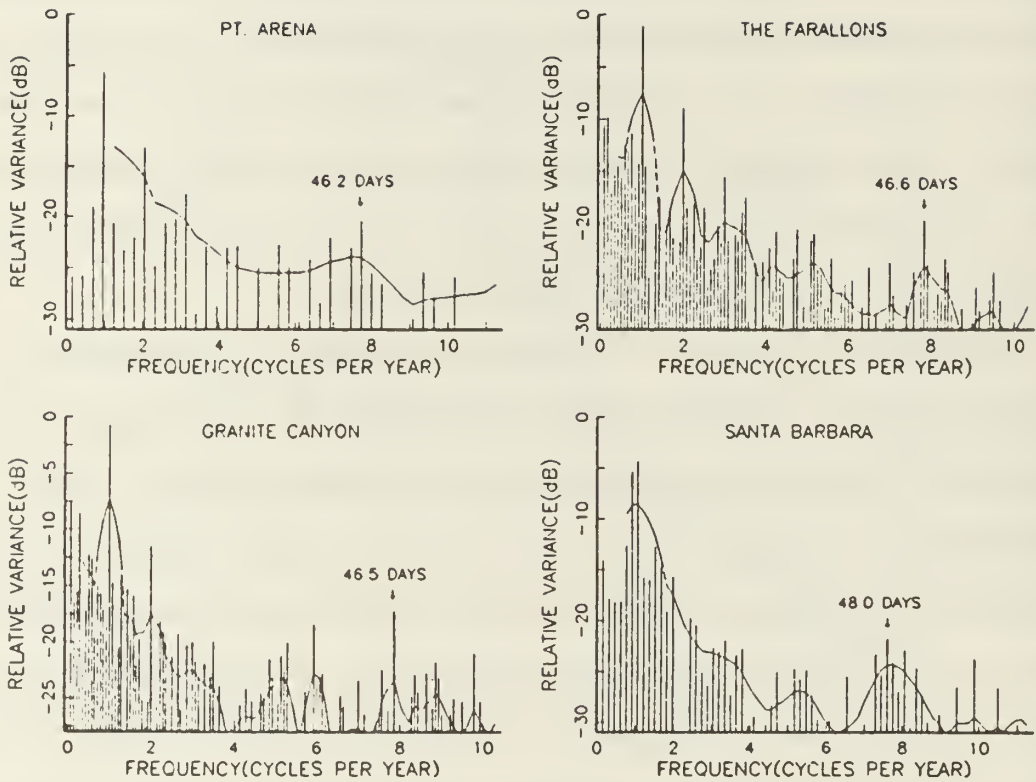 PT. ARENA
RELATIVE VARIANCE(dB)
0
-10
-20
-30
46.2 DAYS
0 2 4 6 8 10
FREQUENCY(CYCLES PER YEAR)
THE FARALLONS
RELATIVE VARIANCE(dB)
0
-10
-20
-30
46.6 DAYS
0 2 4 6 8 10
FREQUENCY(CYCLES PER YEAR)
GRANITE CANYON
RELATIVE VARIANCE(dB)
0
-5
-10
-15
-20
-25
46.5 DAYS
0 2 4 6 8 10
FREQUENCY(CYCLES PER YEAR)
SANTA BARBARA
RELATIVE VARIANCE(dB)
0
-10
-20
-30
48.0 DAYS
0 2 4 6 8 10
FREQUENCY(CYCLES PER YEAR)